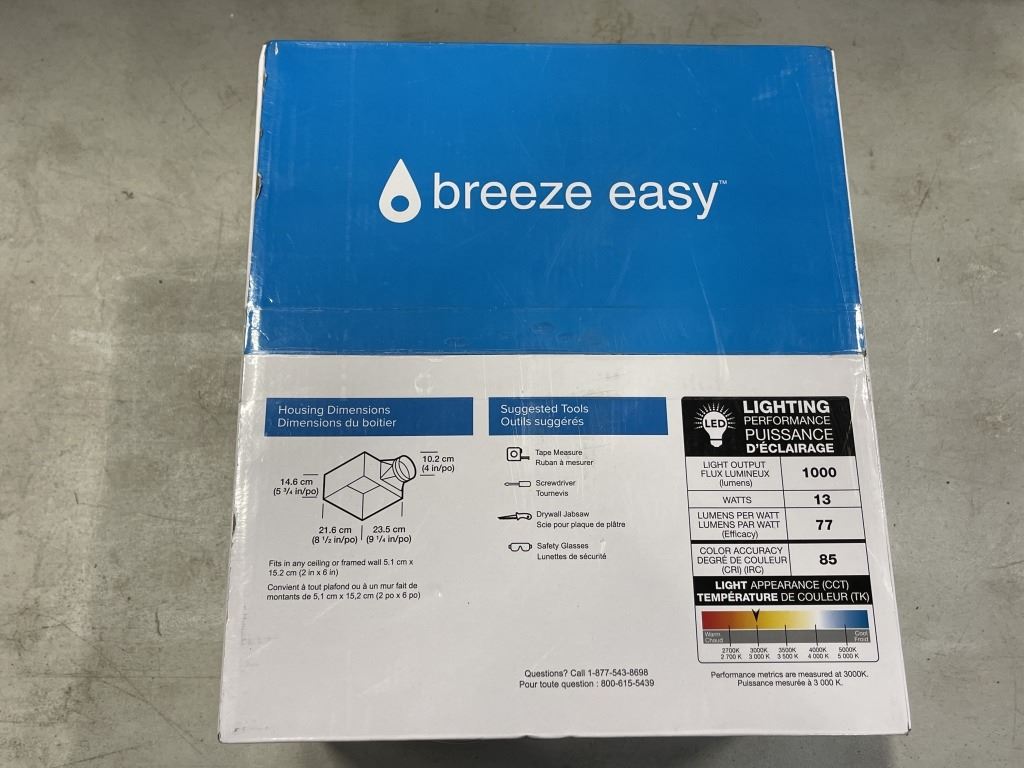 breeze easy™
Housing Dimensions
Dimensions du boitier
14.6 cm
(5 3/4 in/po)
10.2 cm
(4 in/po)
21.6 cm
(8 1/2 in/po)
23.5 cm
(9 1/4 in/po)
Fits in any ceiling or framed wall 5.1 cm x
15.2 cm (2 in x 6 in)
Convient à tout plafond ou à un mur fait de
montants de 5,1 cm x 15,2 cm (2 po x 6 po)
Suggested Tools
Outils suggérés
Tape Measure
Ruban à mesurer
Screwdriver
Tournevis
Drywall Jabsaw
Scie pour plaque de plâtre
Safety Glasses
Lunettes de sécurité
Questions? Call 1-877-543-8698
Pour toute question : 800-615-5439
LED
LIGHTING
PERFORMANCE
PUISSANCE
D'ÉCLAIRAGE
LIGHT OUTPUT
FLUX LUMINEUX
(lumens)
1000
WATTS
13
LUMENS PER WATT
LUMENS PAR WATT
(Efficacy)
77
COLOR ACCURACY
DEGRÉ DE COULEUR
(CRI) (IRC)
85
LIGHT APPEARANCE (CCT)
TEMPÉRATURE DE COULEUR (TK)
Warm
Chaud
Cool
Froid
2700K 3000K 3500K 4000K 5000K
2 700 K 3 000 K 3 500 K 4 000 K 5 000 K
Performance metrics are measured at 3000K.
Puissance mesurée à 3 000 K.